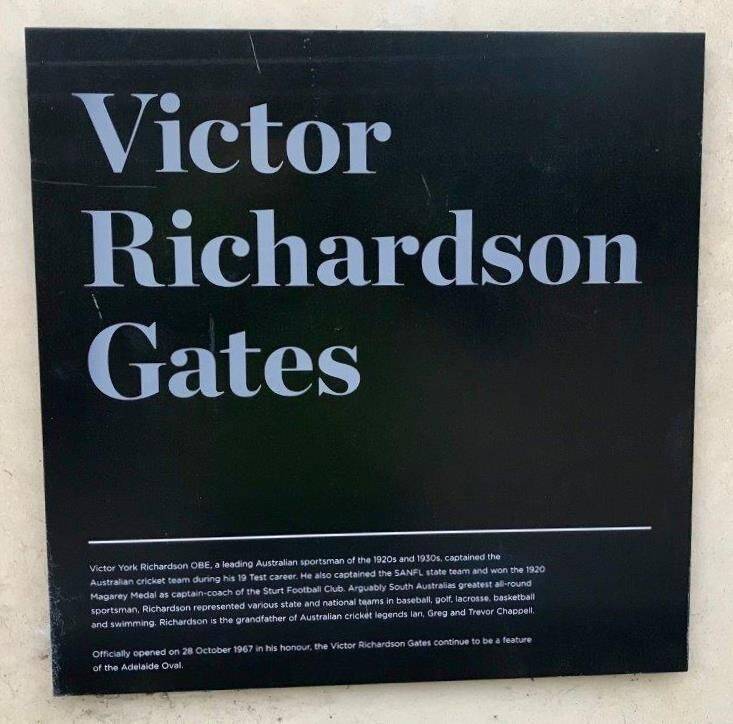 Victor
Richardson
Gates
Victor York Richardson OBE, a leading Australian sportsman of the 1920s and 1930s, captained the
Australian cricket team during his 19 Test career. He also captained the SANFL state team and won the 1920
Magarey Medal as captain-coach of the Sturt Football Club. Arguably South Australias greatest all-round
sportsman, Richardson represented various state and national teams in baseball, golf, lacrosse, basketball
and swimming. Richardson is the grandfather of Australian cricket legends Ian, Greg and Trevor Chappell.
Officially opened on 28 October 1967 in his honour, the Victor Richardson Gates continue to be a feature
of the Adelaide Oval.